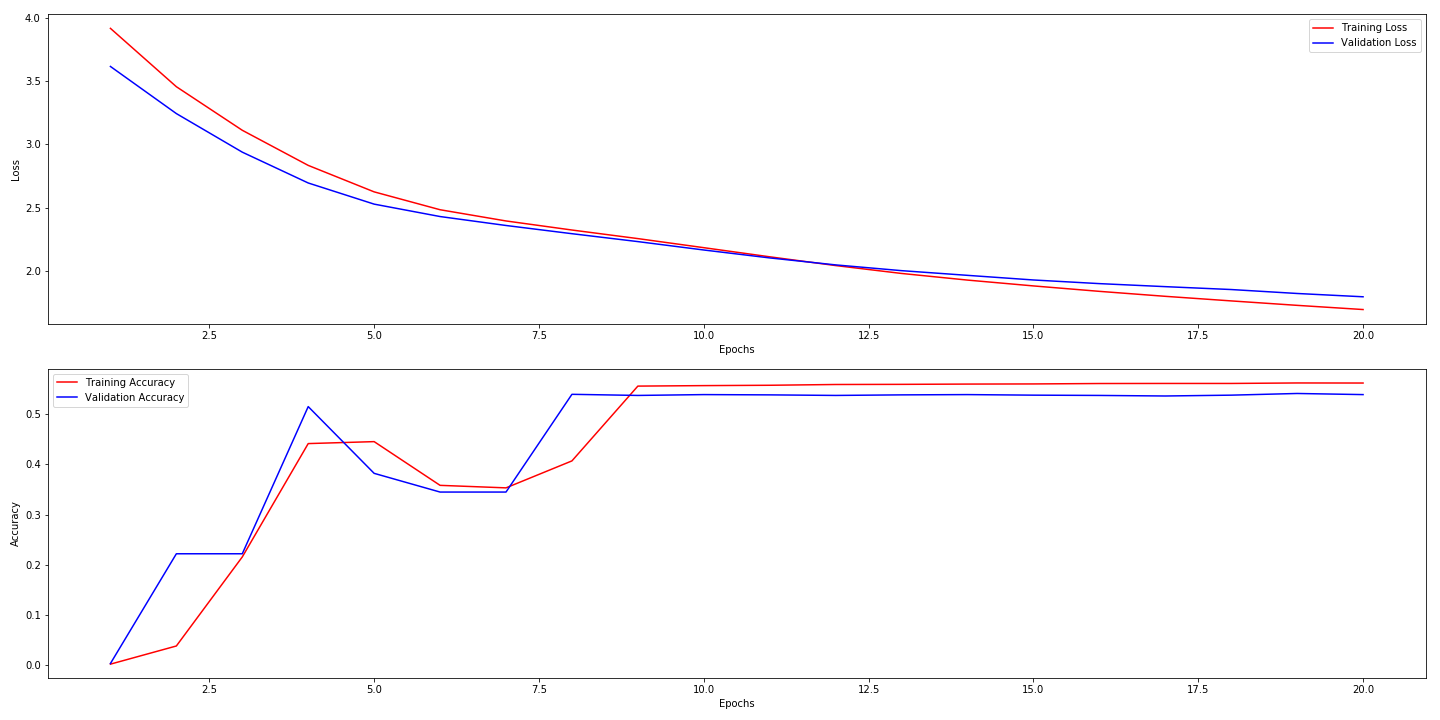 4.0
3.5
3.0
2.5
2.0
Loss
Training Loss
Validation Loss
2.5 5.0 7.5 10.0 12.5 15.0 17.5 20.0
Epochs
Training Accuracy
Validation Accuracy
0.5
0.4
0.3
0.2
0.1
0.0
Accuracy
2.5 5.0 7.5 10.0 12.5 15.0 17.5 20.0
Epochs